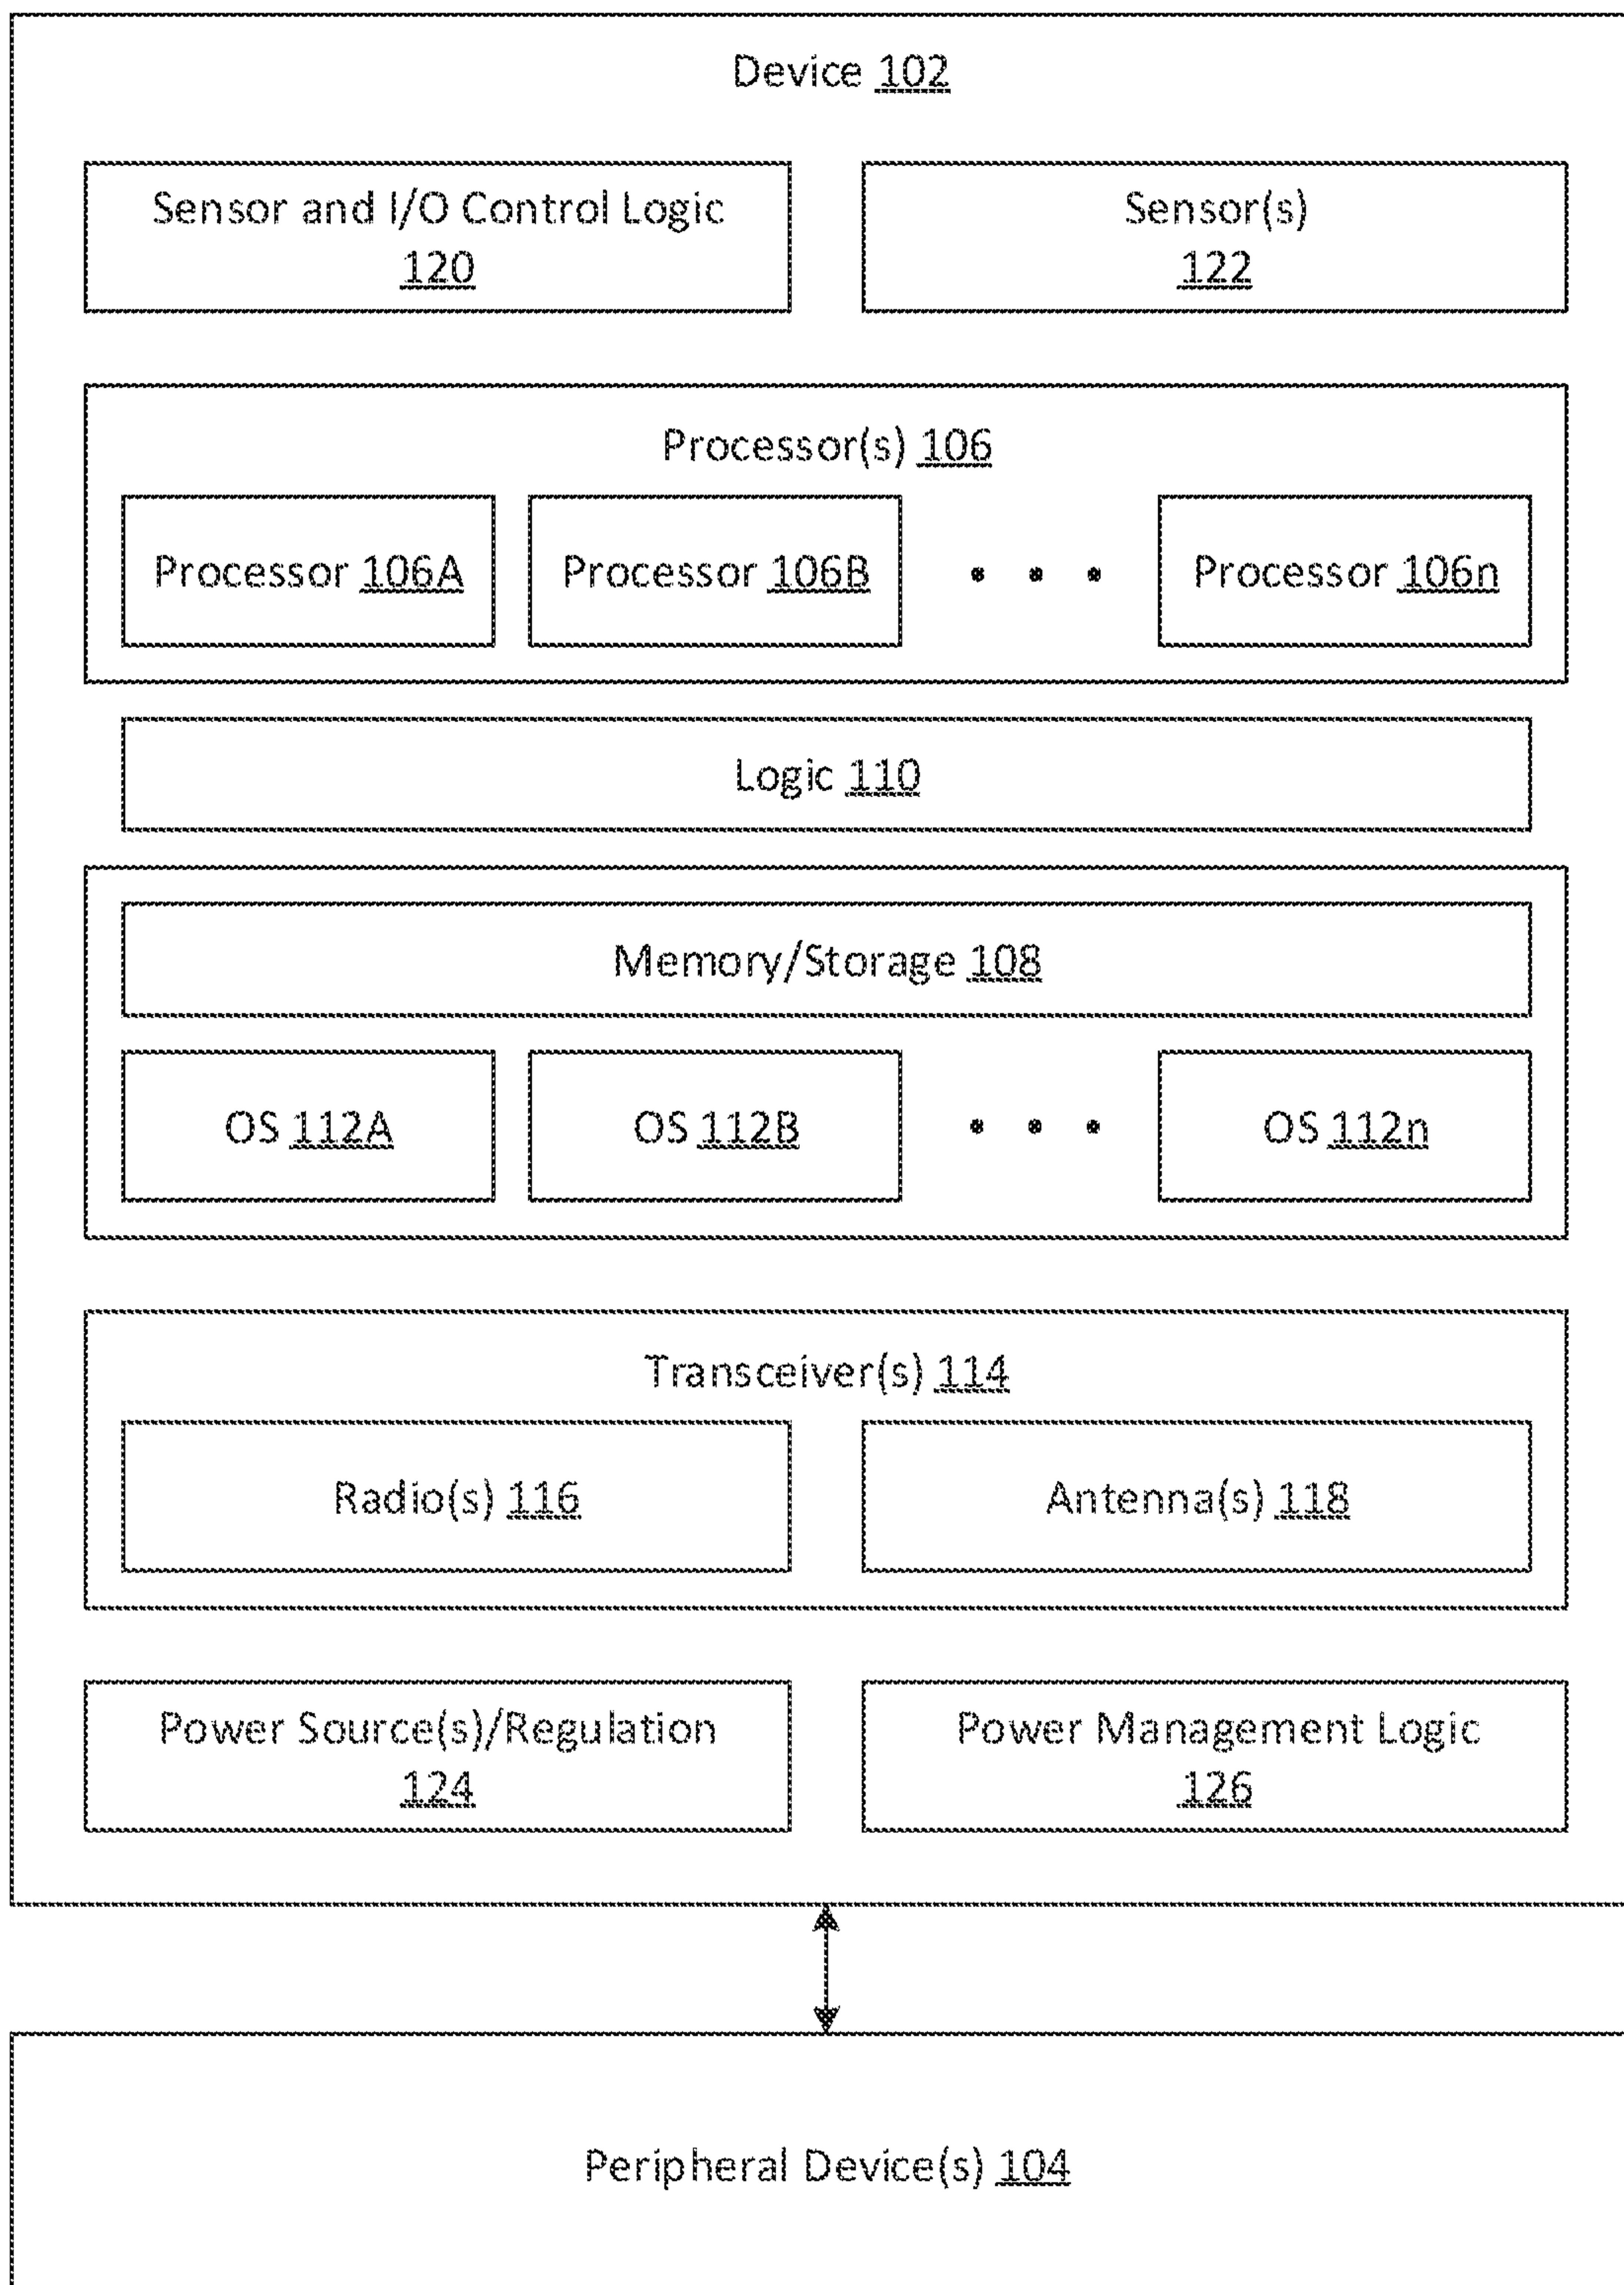 Device 102
Sensor and I/O Control Logic
120
Sensor(s)
122
Processor(s) 106
Processor 106A
Processor 106B
Processor 106n
Logic 110
Memory/Storage 108
OS 112A
OS 112B
OS 112n
Transceiver(s) 114
Radio(s) 116
Antenna(s) 118
Power Source(s)/Regulation
124
Power Management Logic
126
Peripheral Device(s) 104